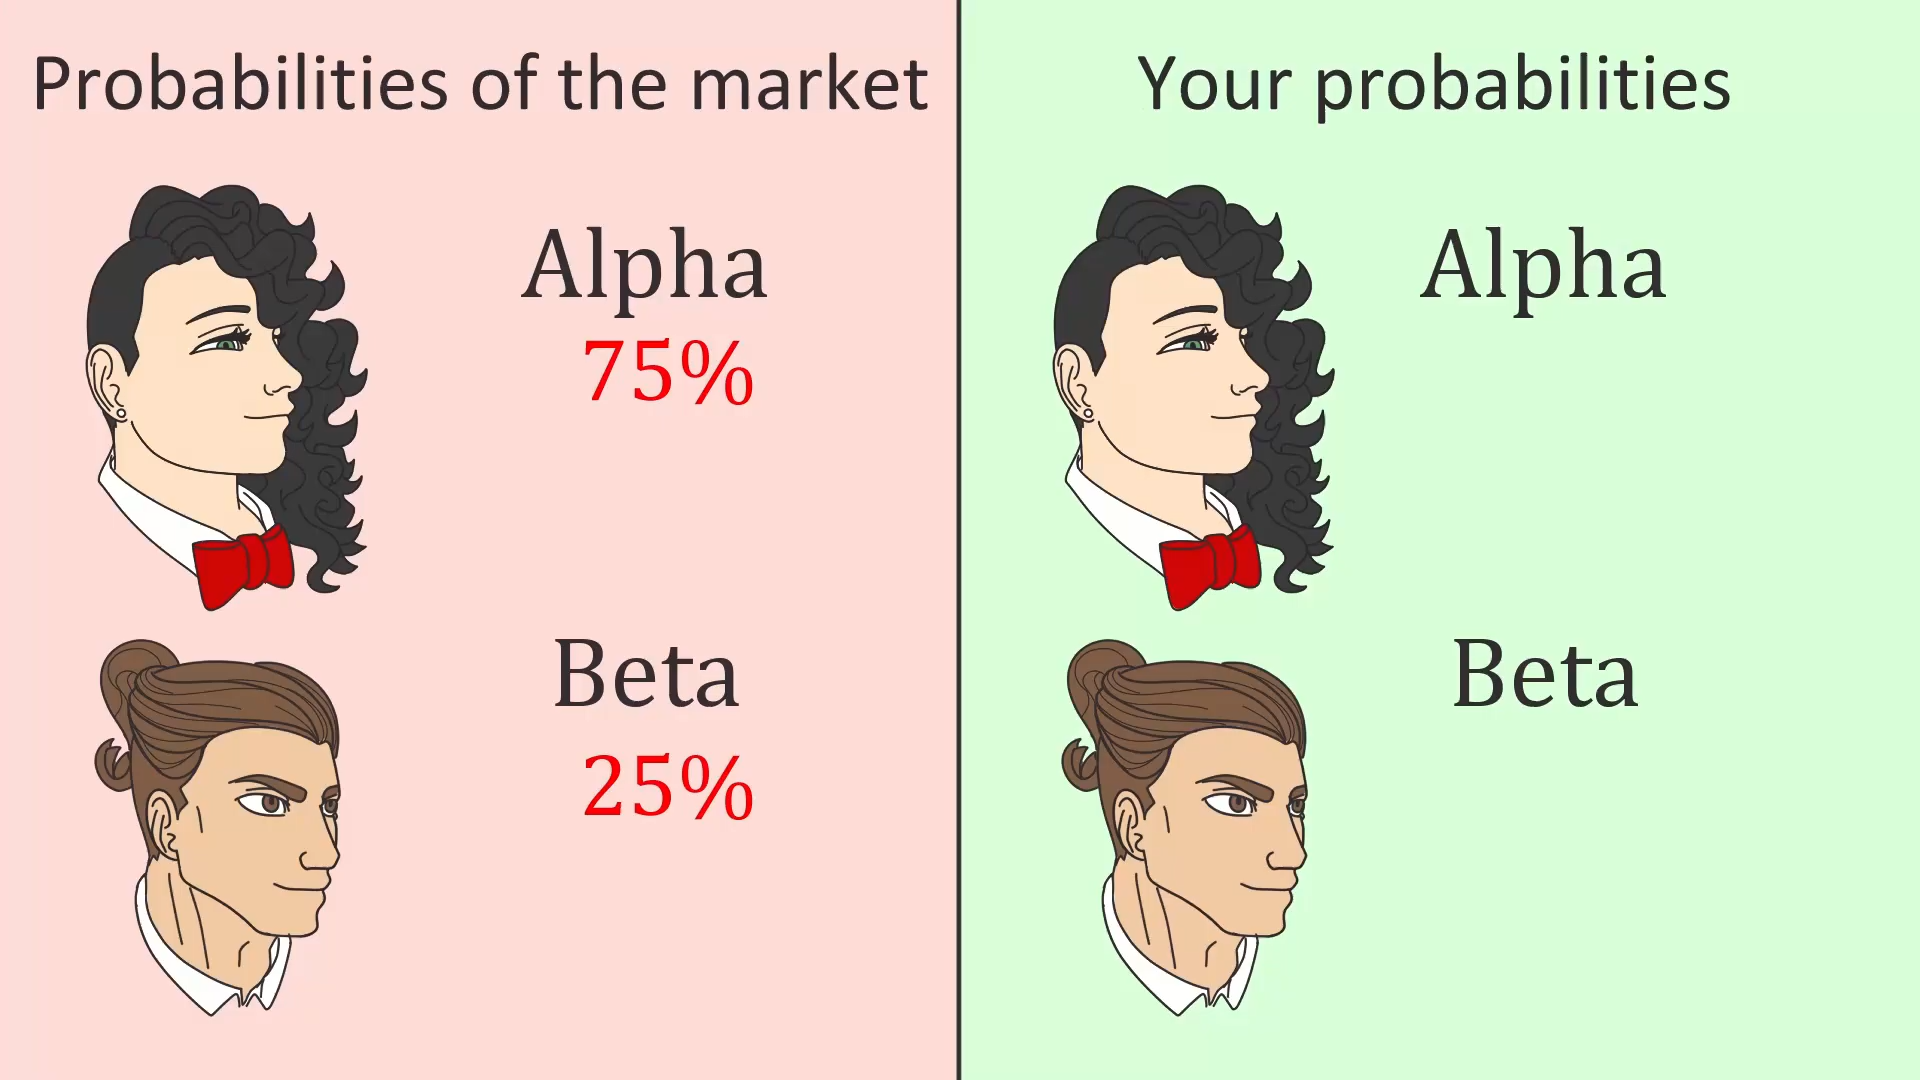 Probabilities of the market
Alpha
75%
Beta
25%
Your probabilities
Alpha
Beta